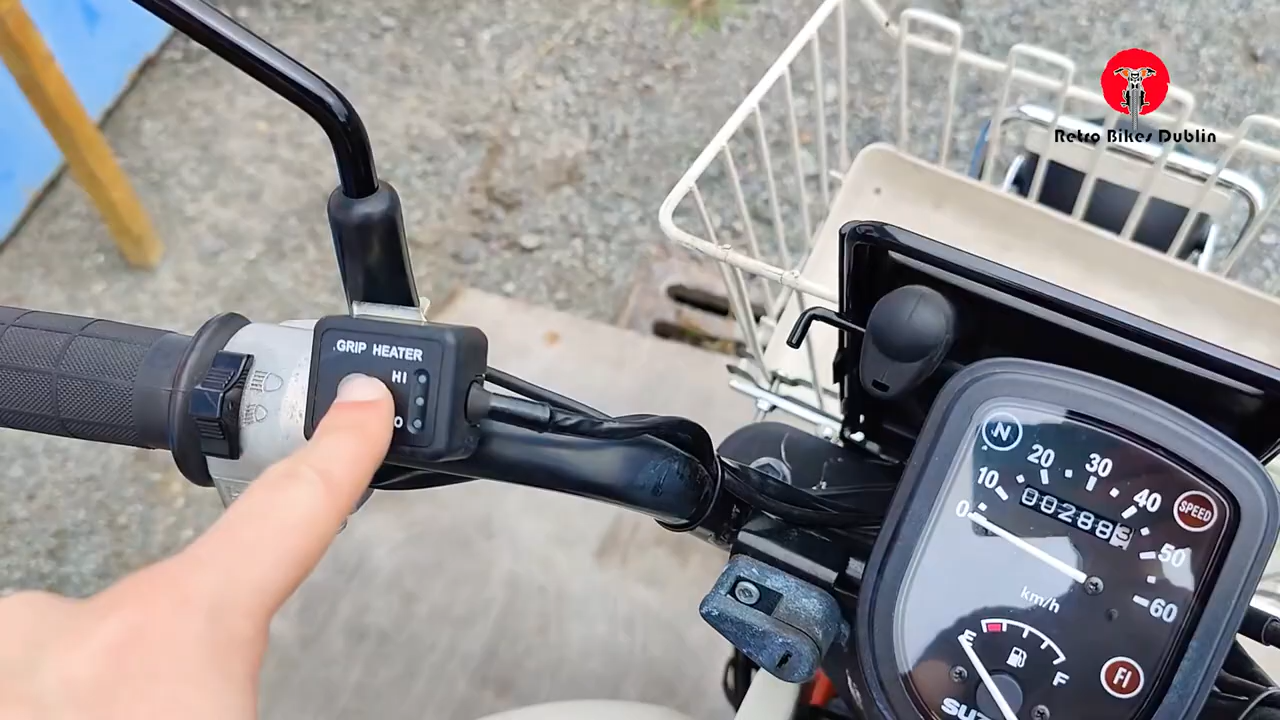 Retro Bikes Dublin
GRIP HEATER
HI
N
0
10
20
30
40
50
60
SPEED
km/h
E
F
FI